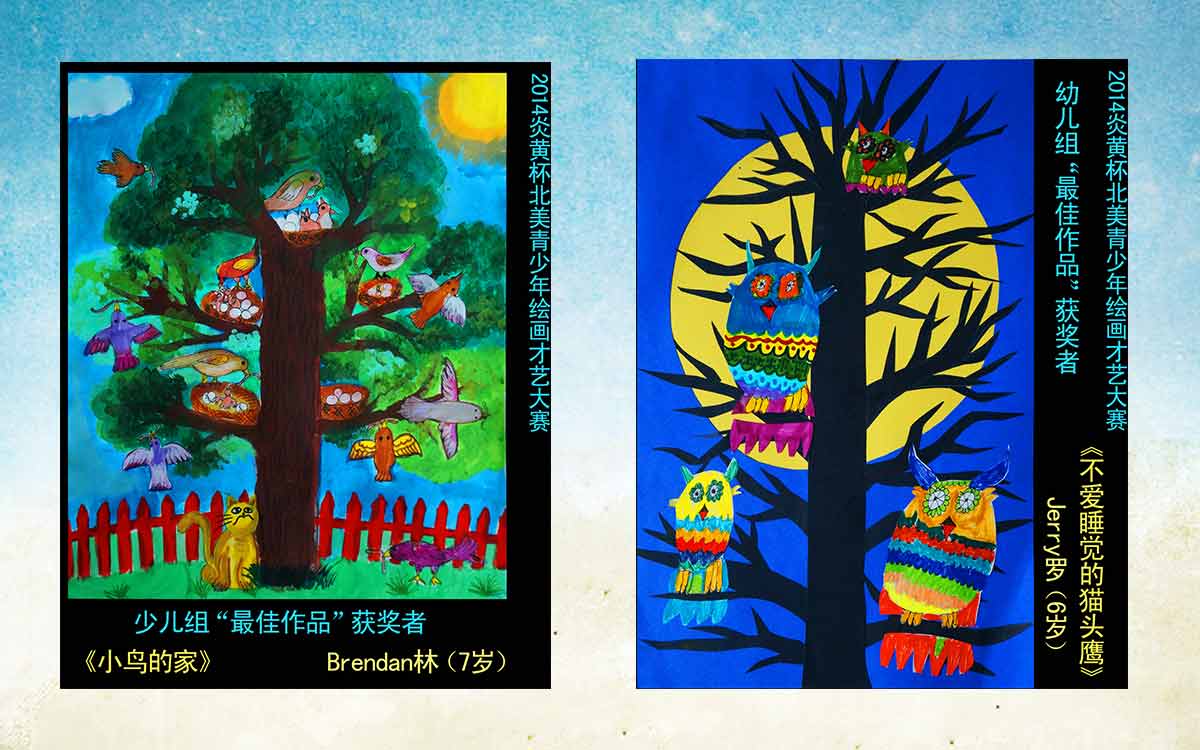 2014炎黄杯北美青少年绘画才艺大赛
少儿组“最佳作品”获奖者
《小鸟的家》
Brendan林（7岁）
2014炎黄杯北美青少年绘画才艺大赛
幼儿组“最佳作品”获奖者
《不爱睡觉的猫头鹰》
Jerry罗（6岁）